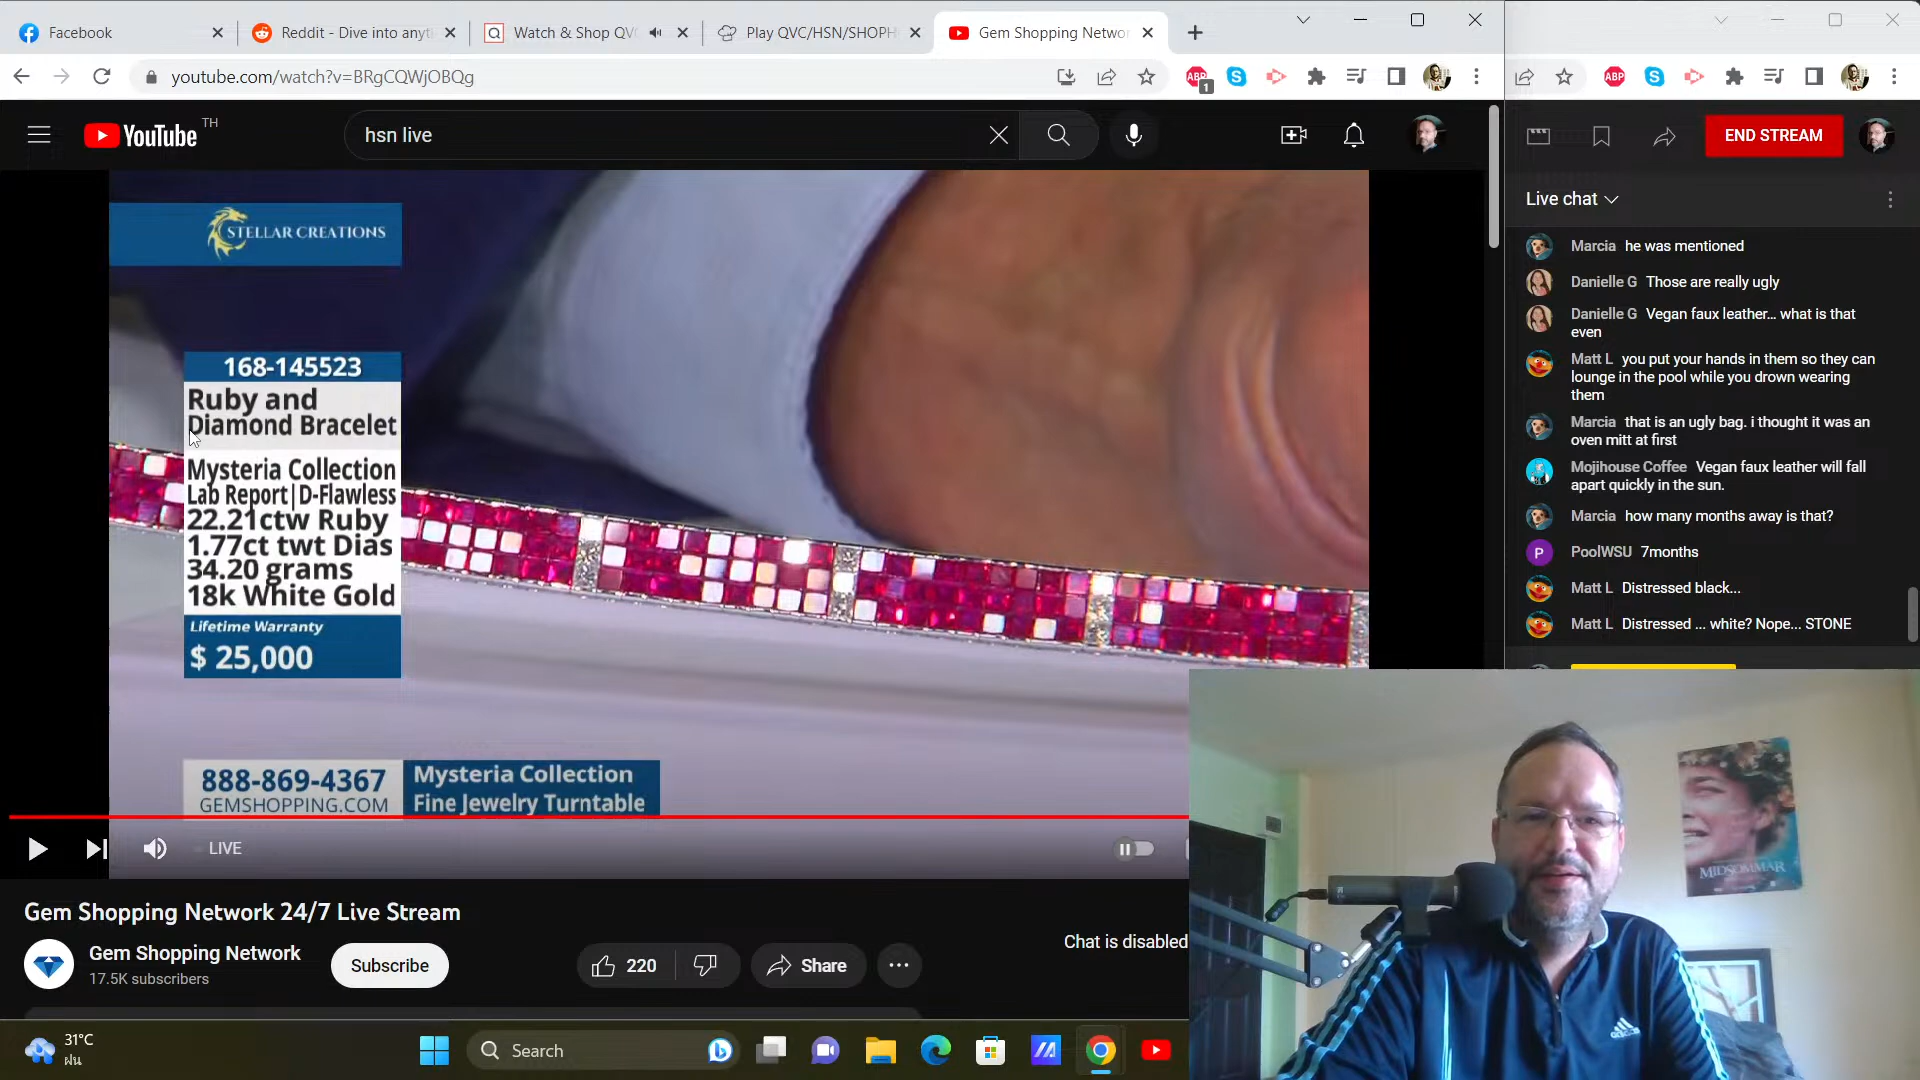 Facebook
Reddit - Dive into anyt
Watch & Shop QVC
Play QVC/HSN/SHOPH
Gem Shopping Networ
youtube.com/watch?v=BRgCQWjOBQg
1
ABP
ABP
YouTube TH
hsn live
END STREAM
Live chat
STELLAR CREATIONS
168-145523
Ruby and
Diamond Bracelet
Mysteria Collection
Lab Report|D-Flawless
22.21ctw Ruby
1.77ct twt Dias
34.20 grams
18k White Gold
Lifetime Warranty
$ 25,000
888-869-4367
GEMSHOPPING.COM
Mysteria Collection
Fine Jewelry Turntable
LIVE
Marcia he was mentioned
Danielle G Those are really ugly
Danielle G Vegan faux leather... what is that
even
Matt L you put your hands in them so they can
lounge in the pool while you drown wearing
them
Marcia that is an ugly bag. i thought it was an
oven mitt at first
Mojihouse Coffee Vegan faux leather will fall
apart quickly in the sun.
Marcia how many months away is that?
P PoolWSU 7months
Matt L Distressed black...
Matt L Distressed ... white? Nope... STONE
MIDSOMMAR
adidas
Gem Shopping Network 24/7 Live Stream
Gem Shopping Network
17.5K subscribers
Subscribe
220
Share
Chat is disabled
31°C
ฝน
Search